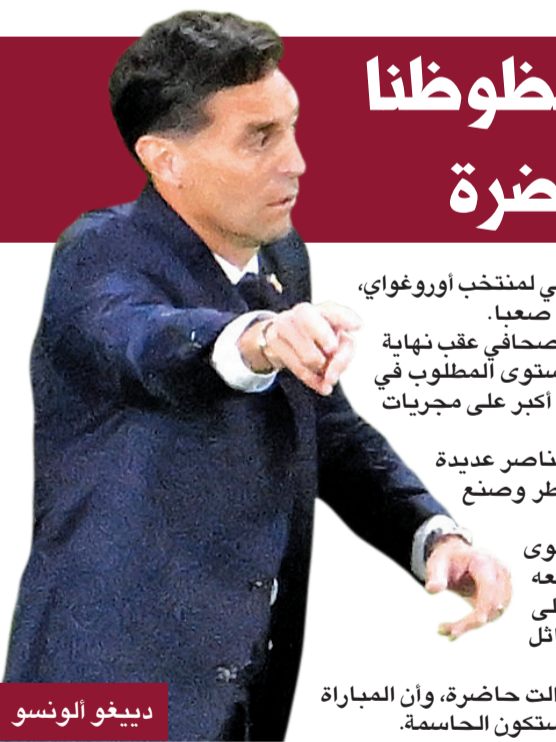 ظوظنا
ضرة
ي لمنتخب أوروغواي،
صعبا.
صحافي عقب نهاية
ستوى المطلوب في
أكبر على مجريات
ناصر عديدة
طر وصنع
وى
عه
لى
اثل
الت حاضرة، وأن المباراة
ستكون الحاسمة.
دييغو ألونسو